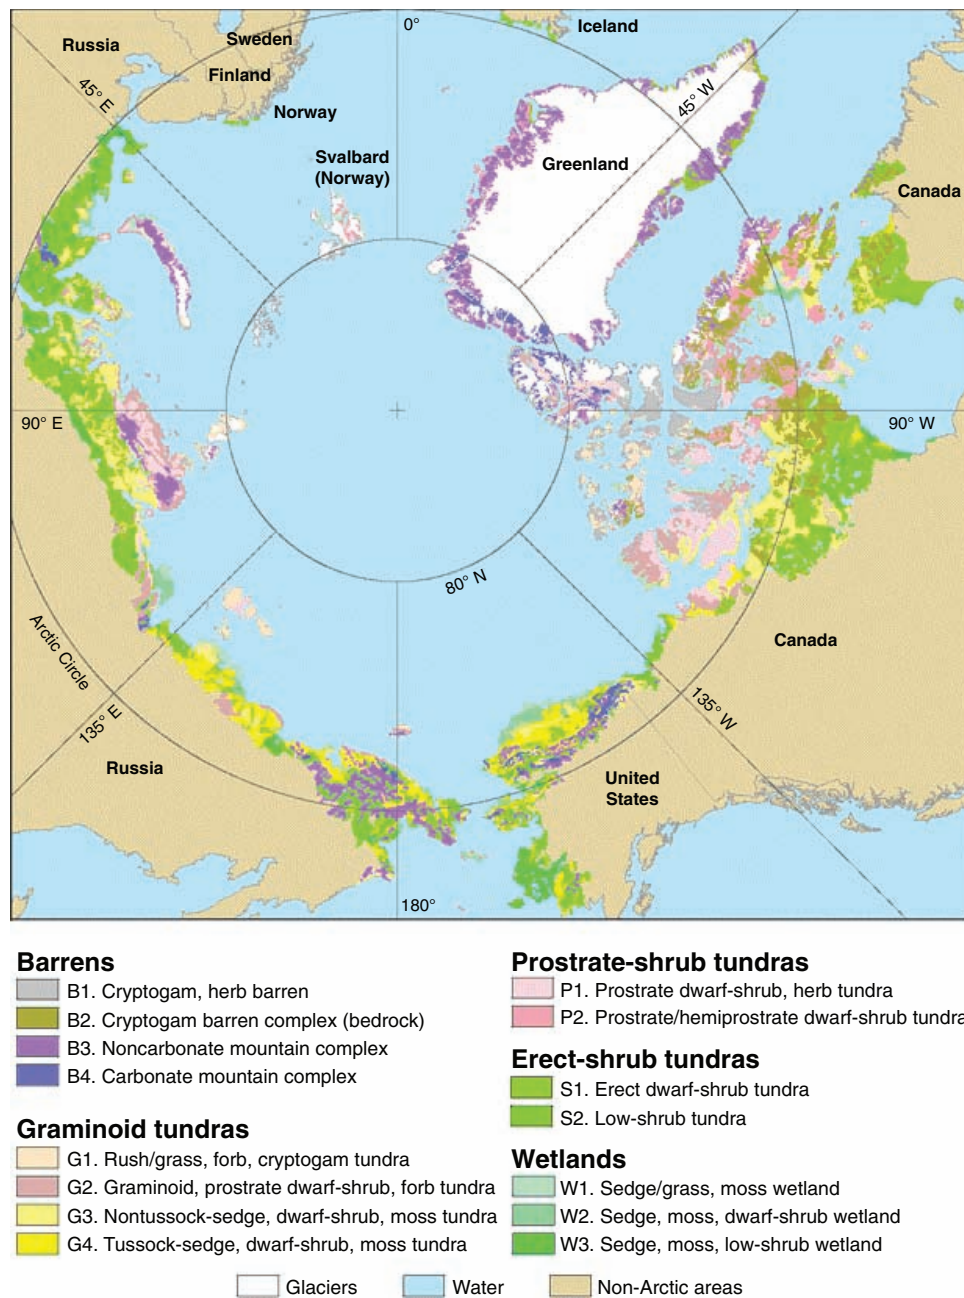 Russia
Sweden
Finland
Norway
45° E
0°
Iceland
45° W
Svalbard
(Norway)
Greenland
Canada
90° E
90° W
80° N
Arctic Circle
135° E
Russia
Canada
135° W
United
States
180°
Barrens
B1. Cryptogam, herb barren
B2. Cryptogam barren complex (bedrock)
B3. Noncarbonate mountain complex
B4. Carbonate mountain complex
Graminoid tundras
G1. Rush/grass, forb, cryptogam tundra
G2. Graminoid, prostrate dwarf-shrub, forb tundra
G3. Nontussock-sedge, dwarf-shrub, moss tundra
G4. Tussock-sedge, dwarf-shrub, moss tundra
Prostrate-shrub tundras
P1. Prostrate dwarf-shrub, herb tundra
P2. Prostrate/hemiprostrate dwarf-shrub tundra
Erect-shrub tundras
S1. Erect dwarf-shrub tundra
S2. Low-shrub tundra
Wetlands
W1. Sedge/grass, moss wetland
W2. Sedge, moss, dwarf-shrub wetland
W3. Sedge, moss, low-shrub wetland
Glaciers
Water
Non-Arctic areas